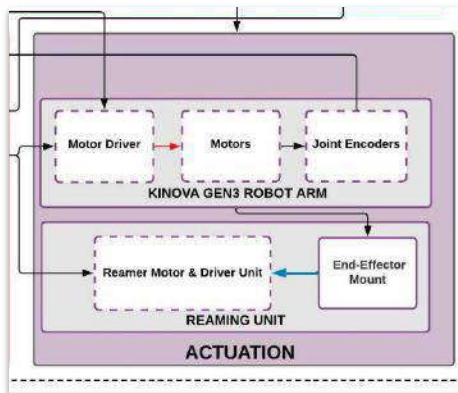 Motor Driver
Motors
Joint Encoders
KINOVA GEN3 ROBOT ARM
Reamer Motor & Driver Unit
End-Effector
Mount
REAMING UNIT
ACTUATION